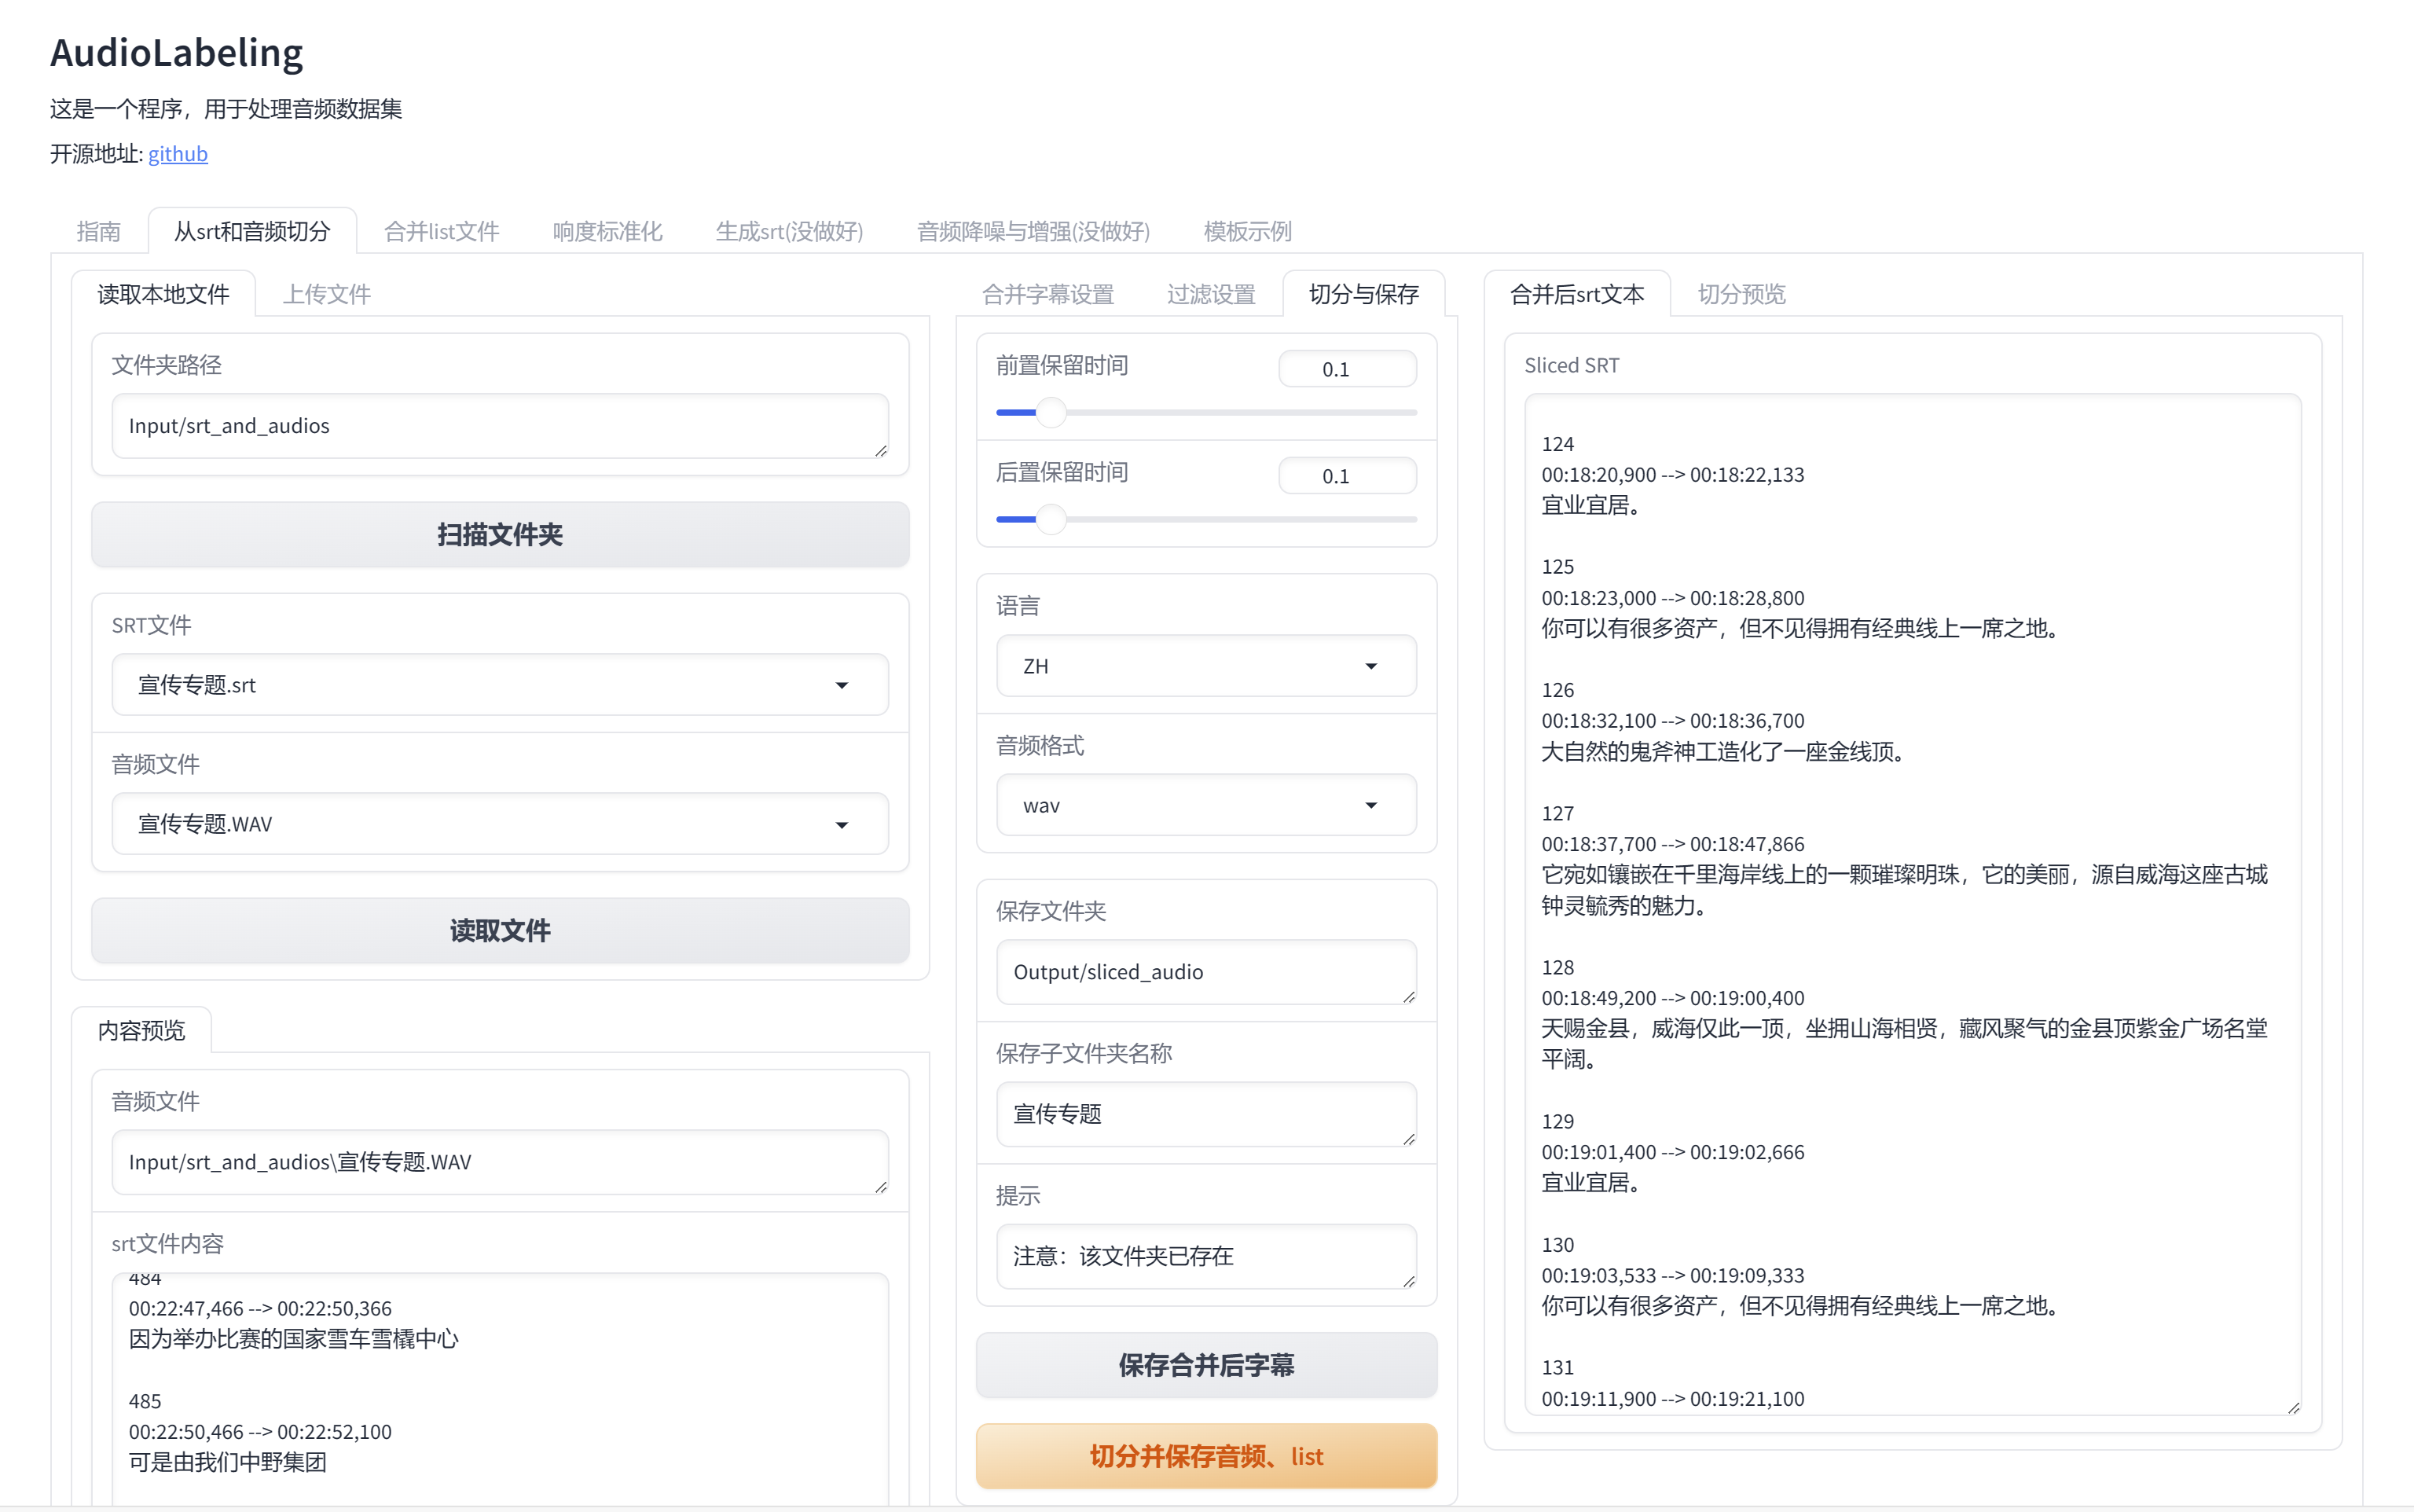 AudioLabeling
这是一个程序，用于处理音频数据集
开源地址: github
指南
从srt和音频切分
合并list文件
响度标准化
生成srt(没做好)
音频降噪与增强(没做好)
模板示例
读取本地文件
上传文件
文件夹路径
Input/srt_and_audios
扫描文件夹
SRT文件
宣传专题.srt
音频文件
宣传专题.WAV
读取文件
内容预览
音频文件
Input/srt_and_audios\宣传专题.WAV
srt文件内容
484
00:22:47,466 --> 00:22:50,366
因为举办比赛的国家雪车雪橇中心
485
00:22:50,466 --> 00:22:52,100
可是由我们中野集团
合并字幕设置
过滤设置
切分与保存
前置保留时间
0.1
后置保留时间
0.1
语言
ZH
音频格式
wav
保存文件夹
Output/sliced_audio
保存子文件夹名称
宣传专题
提示
注意：该文件夹已存在
保存合并后字幕
切分并保存音频、list
合并后srt文本
切分预览
Sliced SRT
124
00:18:20,900 --> 00:18:22,133
宜业宜居。
125
00:18:23,000 --> 00:18:28,800
你可以有很多资产，但不见得拥有经典线上一席之地。
126
00:18:32,100 --> 00:18:36,700
大自然的鬼斧神工造化了一座金线顶。
127
00:18:37,700 --> 00:18:47,866
它宛如镶嵌在千里海岸线上的一颗璀璨明珠，它的美丽，源自威海这座古城
钟灵毓秀的魅力。
128
00:18:49,200 --> 00:19:00,400
天赐金县，威海仅此一顶，坐拥山海相贤，藏风聚气的金县顶紫金广场名堂
平阔。
129
00:19:01,400 --> 00:19:02,666
宜业宜居。
130
00:19:03,533 --> 00:19:09,333
你可以有很多资产，但不见得拥有经典线上一席之地。
131
00:19:11,900 --> 00:19:21,100